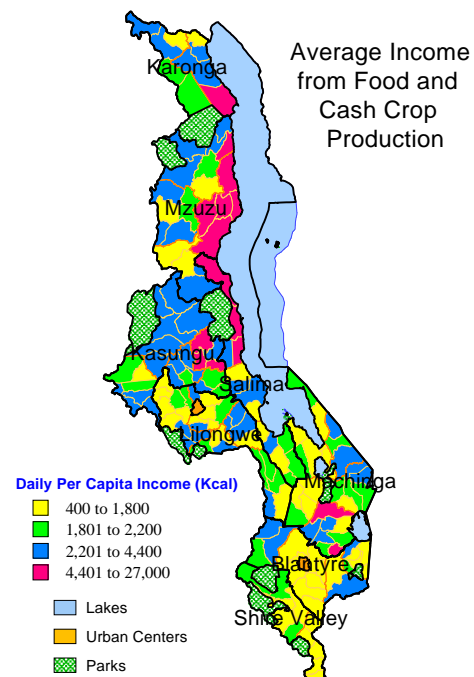 Average Income
from Food and
Cash Crop
Production
Karonga
Mzuzu
Kasungu
Salima
Lilongwe
Machinga
Blantyre
Shire Valley
Daily Per Capita Income (Kcal)
400 to 1,800
1,801 to 2,200
2,201 to 4,400
4,401 to 27,000
Lakes
Urban Centers
Parks